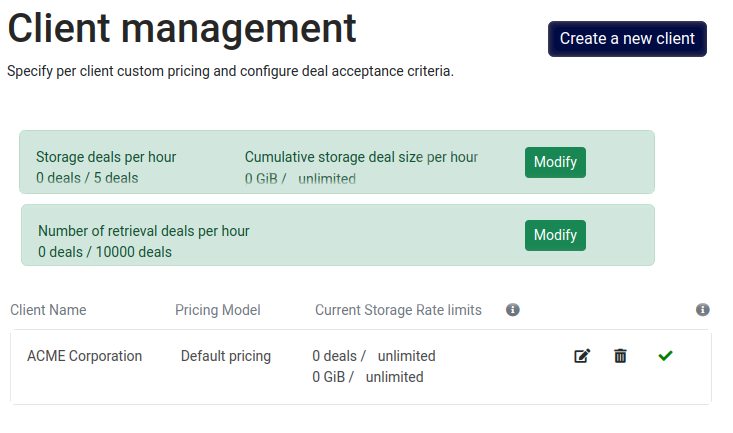 Client management
Create a new client
Specify per client custom pricing and configure deal acceptance criteria.
Storage deals per hour
Cumulative storage deal size per hour
Modify
0 deals / 5 deals
0 GiB / unlimited
Number of retrieval deals per hour
Modify
0 deals / 10000 deals
Client Name
Pricing Model
Current Storage Rate limits
ACME Corporation
Default pricing
0 deals / unlimited
0 GiB / unlimited